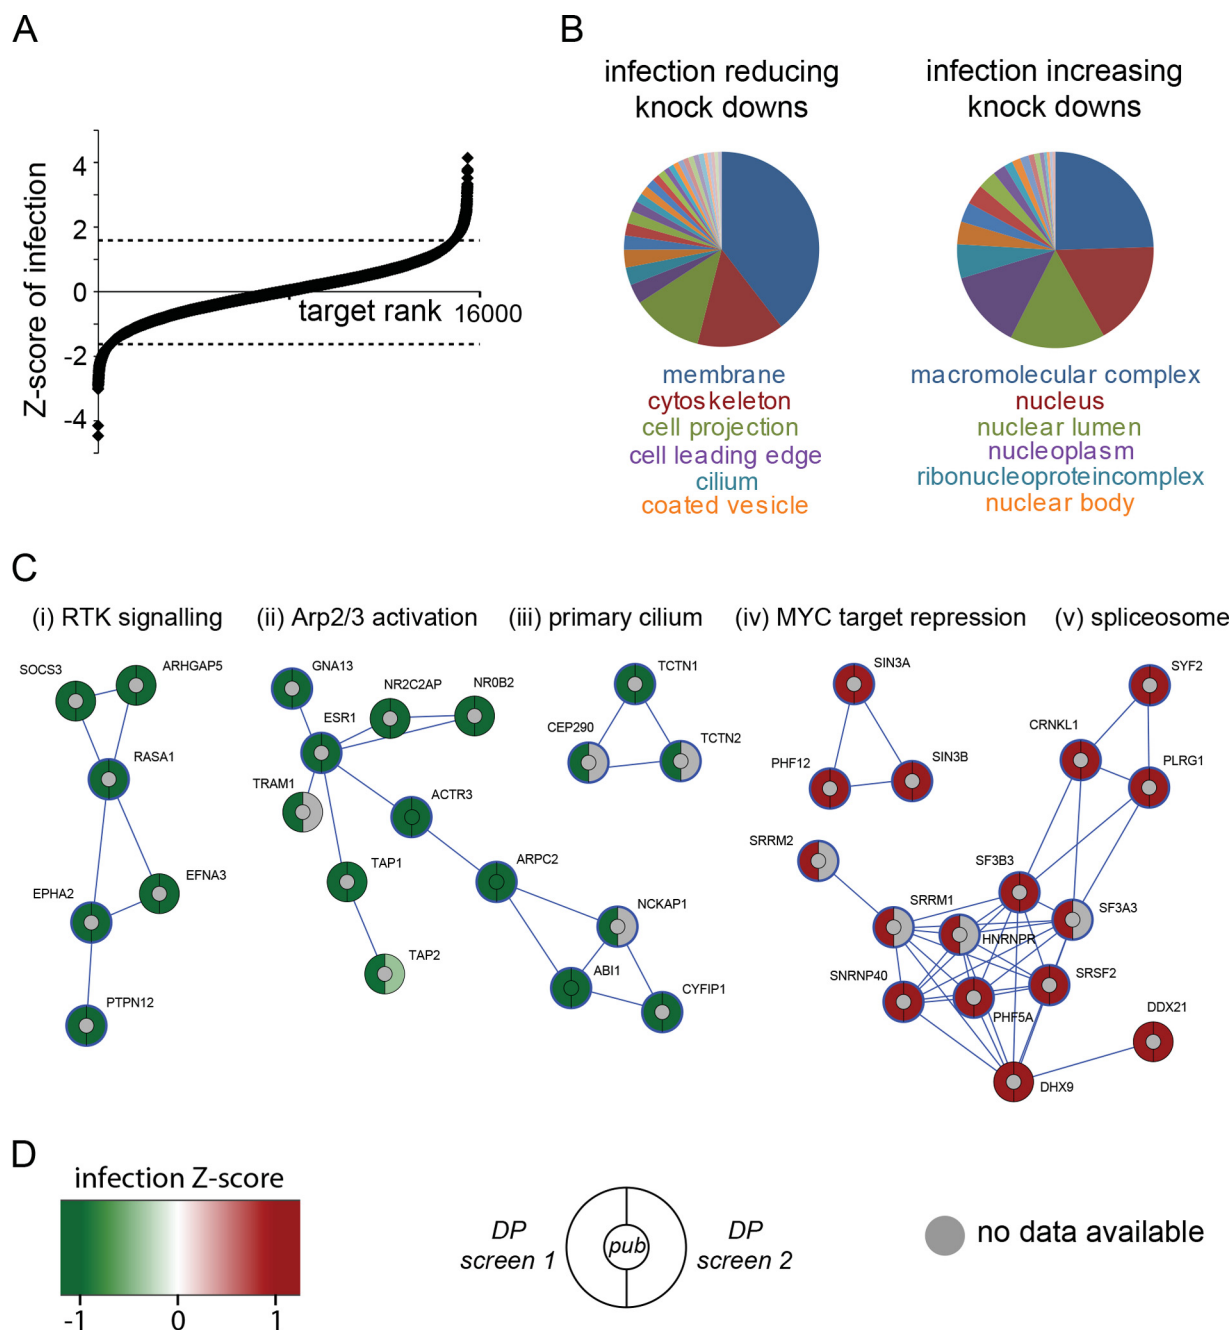 A
B
infection reducing
knock downs
infection increasing
knock downs
Z-score of infection
4
2
0
-2
-4
target rank
16000
membrane
cytoskeleton
cell projection
cell leading edge
cilium
coated vesicle
macromolecular complex
nucleus
nuclear lumen
nucleoplasm
ribonucleoproteincomplex
nuclear body
C
(i) RTK signalling
(ii) Arp2/3 activation
(iii) primary cilium
(iv) MYC target repression
(v) spliceosome
SOCS3
ARHGAP5
RASA1
EFNA3
EPHA2
PTPN12
GNA13
NR2C2AP
NR0B2
ESR1
TRAM1
ACTR3
TAP1
ARPC2
TAP2
NCKAP1
ABI1
CYFIP1
TCTN1
CEP290
TCTN2
SIN3A
PHF12
SIN3B
SYF2
CRNKL1
PLRG1
SRRM2
SF3B3
SRRM1
SF3A3
HNRNPR
SNRNP40
SRSF2
PHF5A
DDX21
DHX9
D
infection Z-score
-1
0
1
DP
screen 1
pub
DP
screen 2
no data available